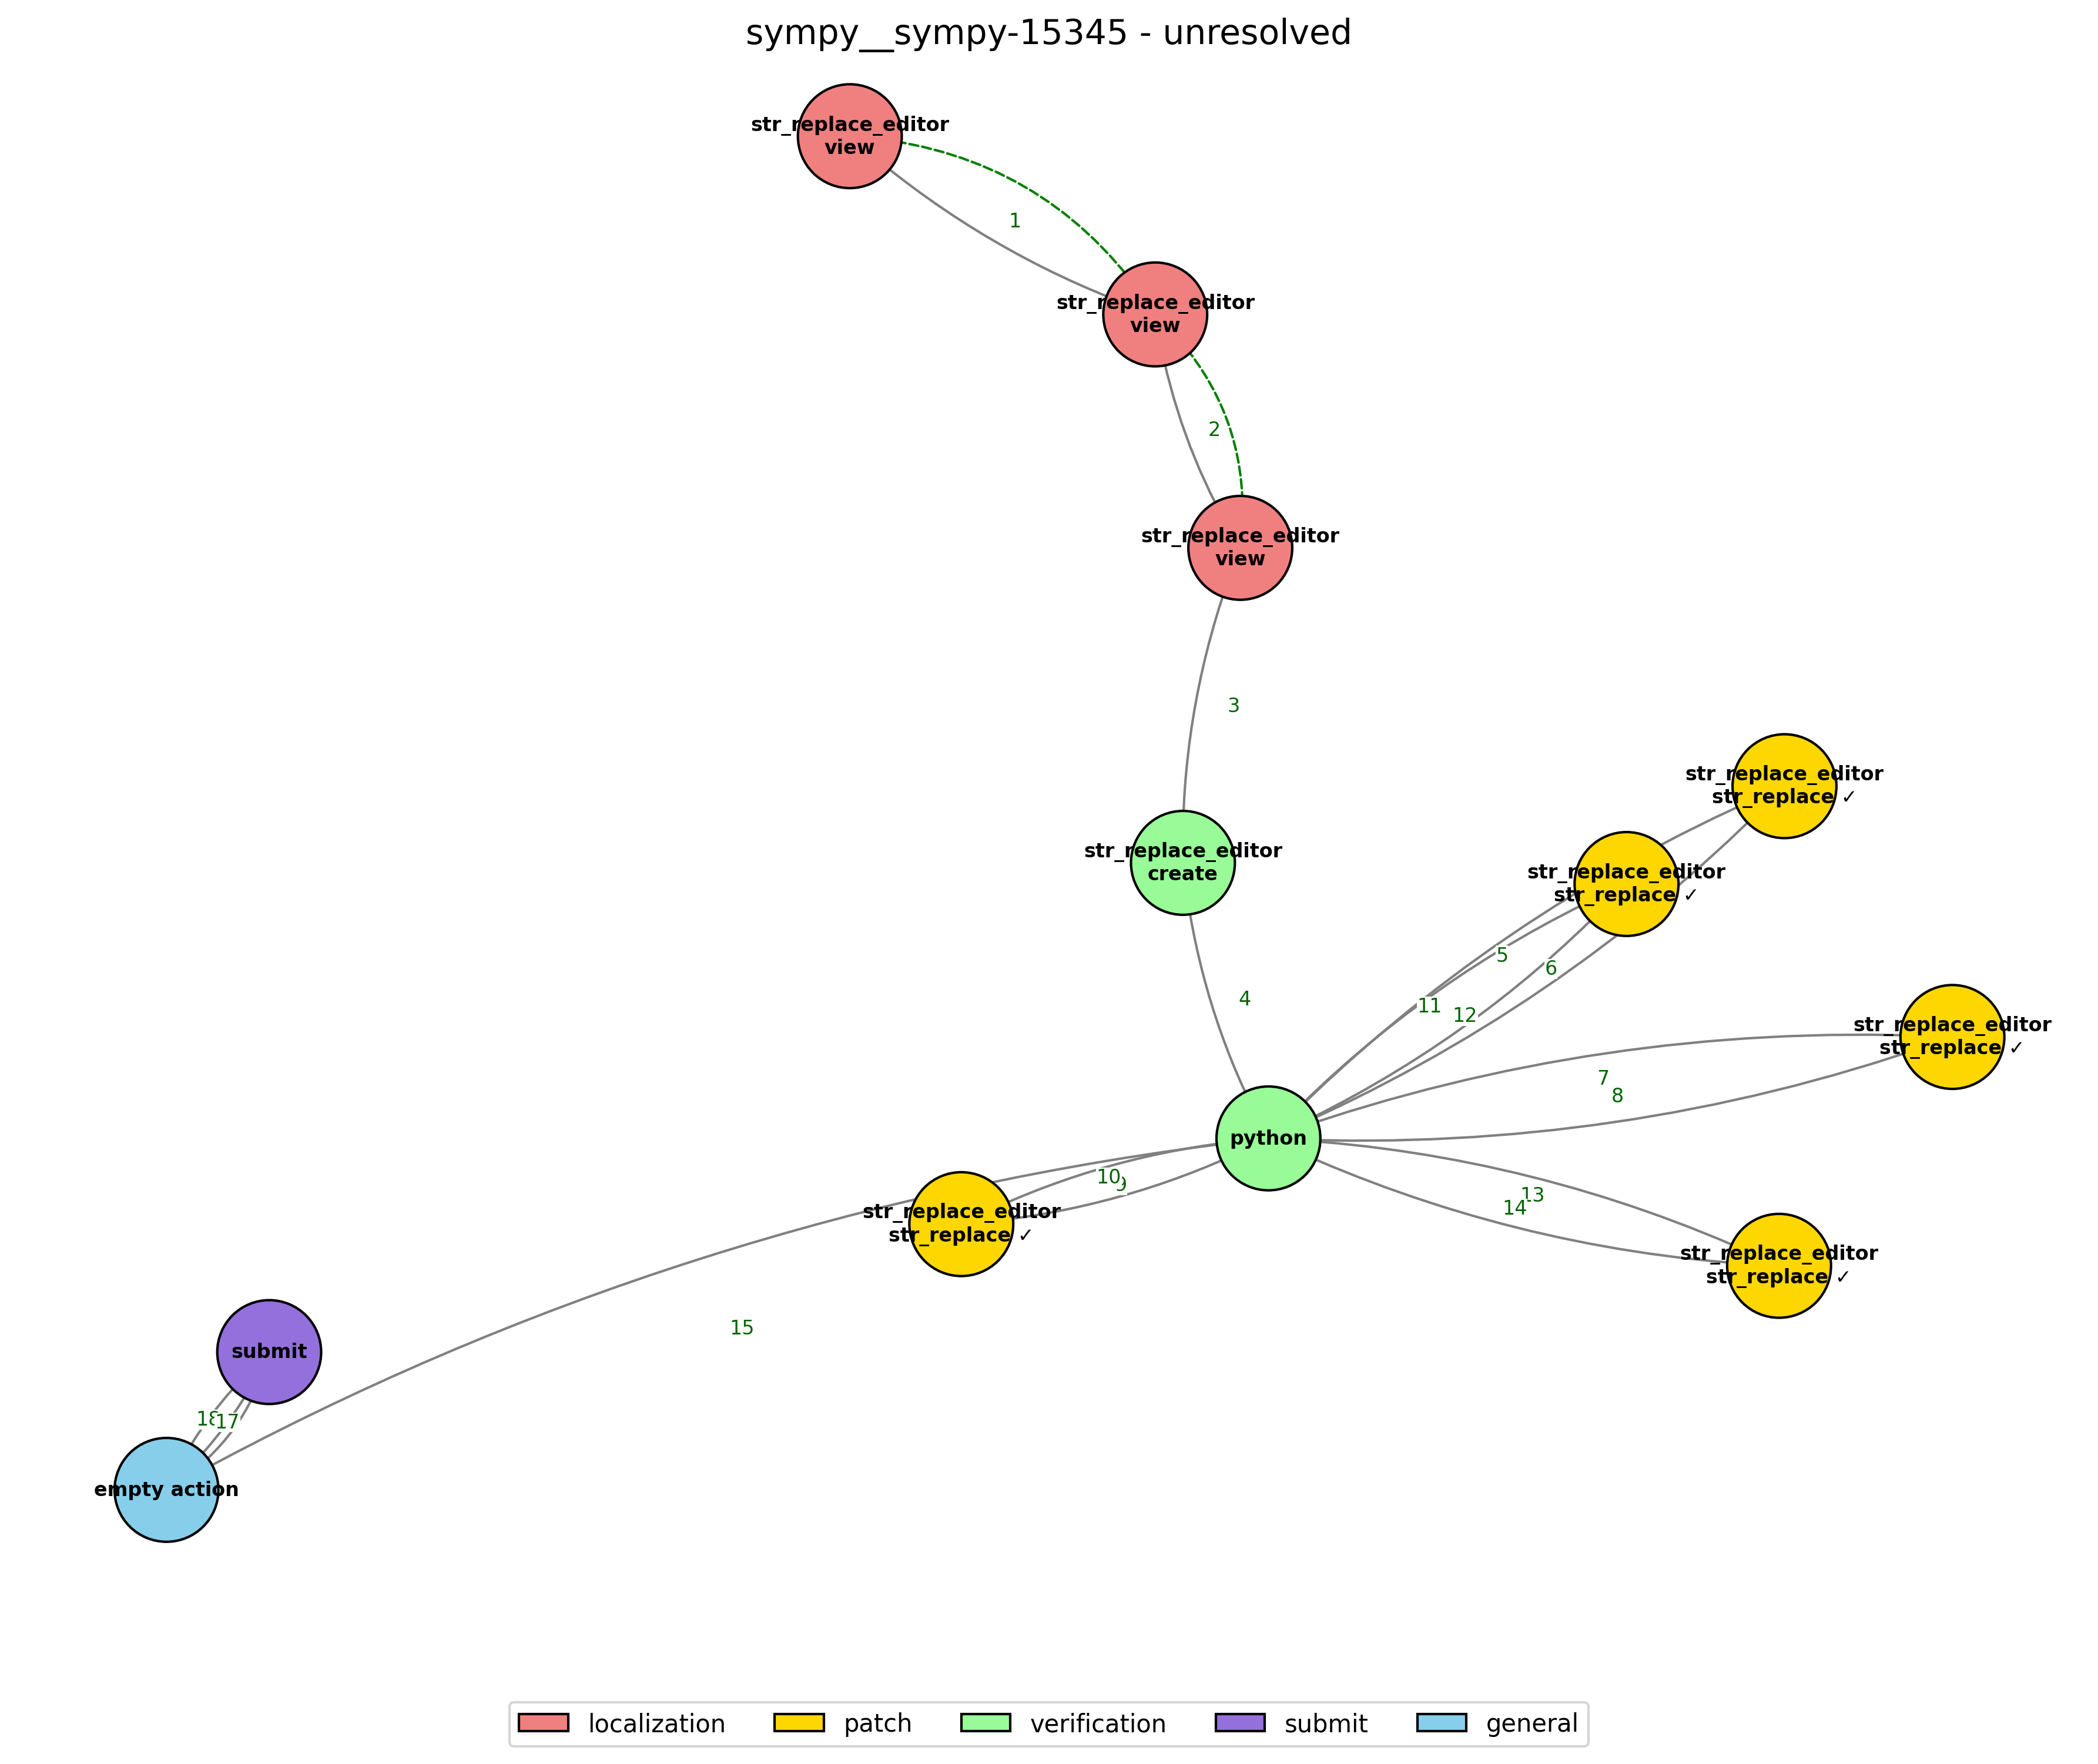 sympy__sympy-15345 - unresolved
str_replace_editor
view
1
str_replace_editor
view
2
str_replace_editor
view
3
str_replace_editor
str_replace ✓
str_replace_editor
create
str_replace_editor
str_replace ✓
5
6
4
11
12
str_replace_editor
str_replace ✓
7
8
python
10
9
13
14
str_replace_editor
str_replace ✓
str_replace_editor
str_replace ✓
15
submit
18
17
empty action
localization
patch
verification
submit
general